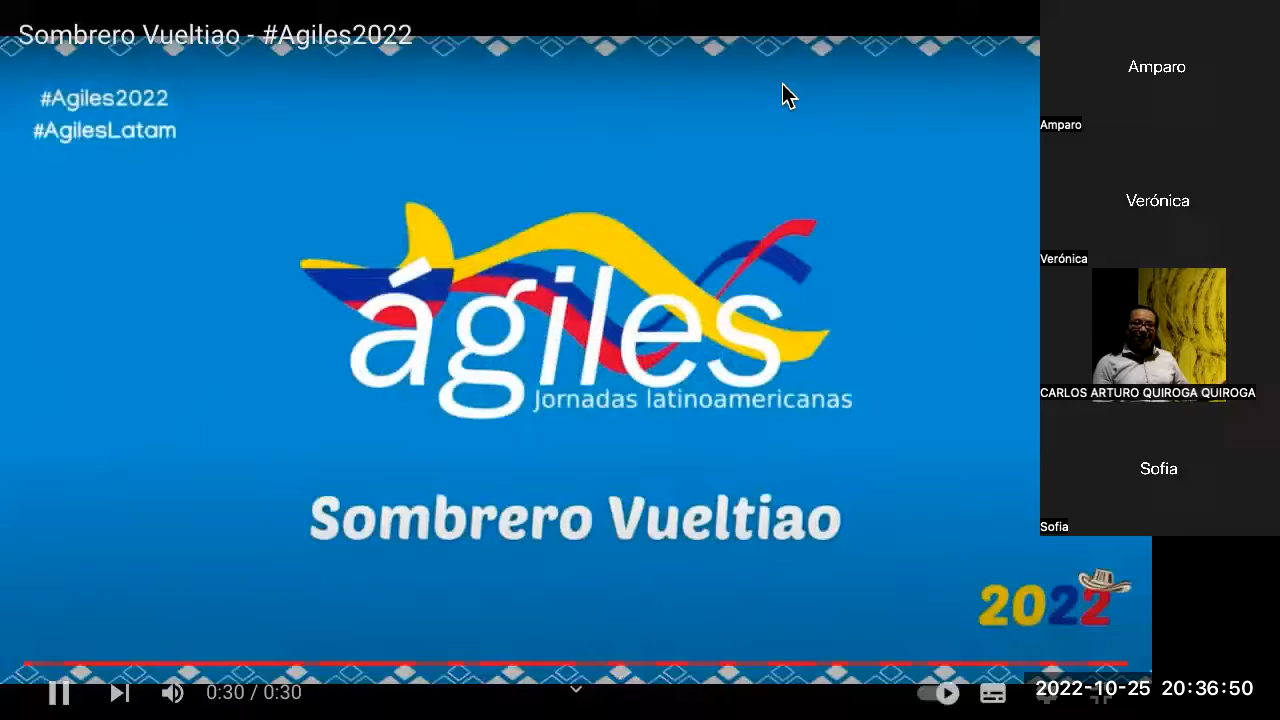 Sombrero Vueltiao - #Agiles2022
#Agiles2022
#AgilesLatam
ágiles
Jornadas latinoamericanas
Sombrero Vueltiao
2022
0:30 / 0:30
Amparo
Amparo
Verónica
Verónica
CARLOS ARTURO QUIROGA QUIROGA
Sofia
Sofia
2022-10-25 20:36:50